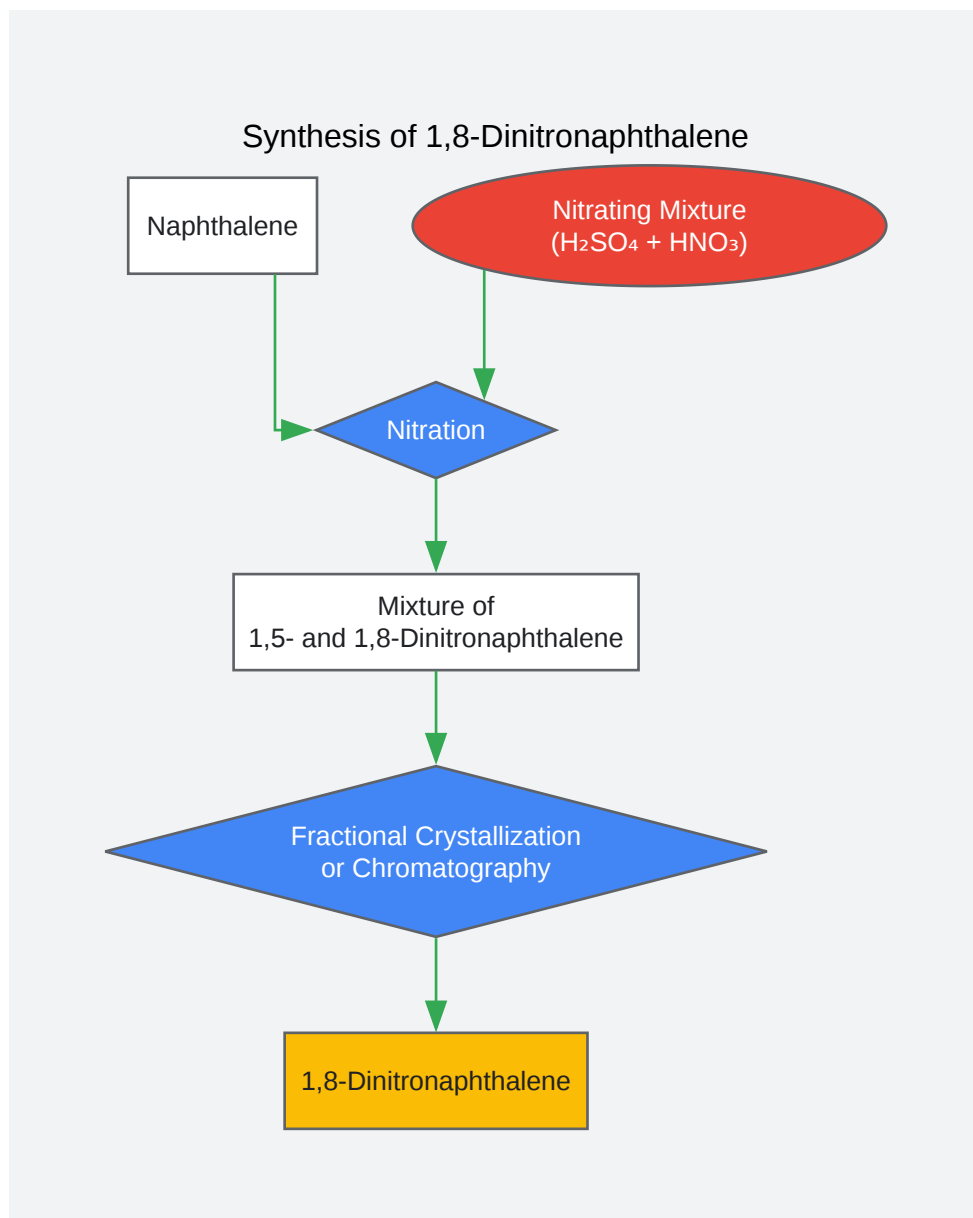 Synthesis of 1,8-Dinitronaphthalene
Naphthalene
Nitrating Mixture
(H₂SO₄ + HNO₃)
Nitration
Mixture of
1,5- and 1,8-Dinitronaphthalene
Fractional Crystallization
or Chromatography
1,8-Dinitronaphthalene